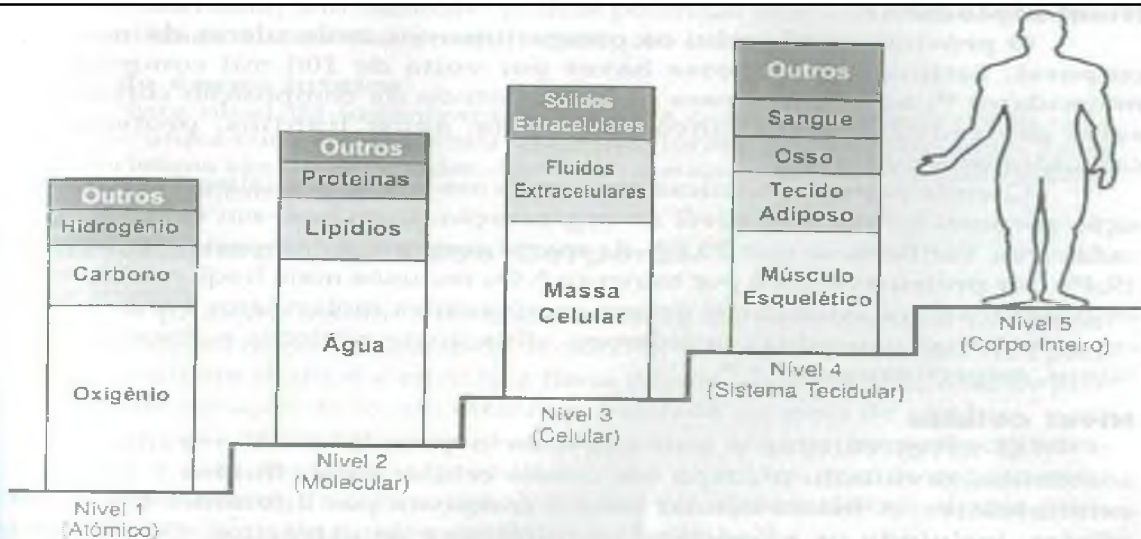 Outros
Hidrogênio
Carbono
Oxigênio
Nível 1
(Atômico)
Outros
Proteínas
Lipídios
Água
Nível 2
(Molecular)
Sólidos
Extracelulares
Fluidos
Extracelulares
Massa
Celular
Nível 3
(Celular)
Outros
Sangue
Osso
Tecido
Adiposo
Músculo
Esquelético
Nível 4
(Sistema Tecidular)
Nível 5
(Corpo Inteiro)